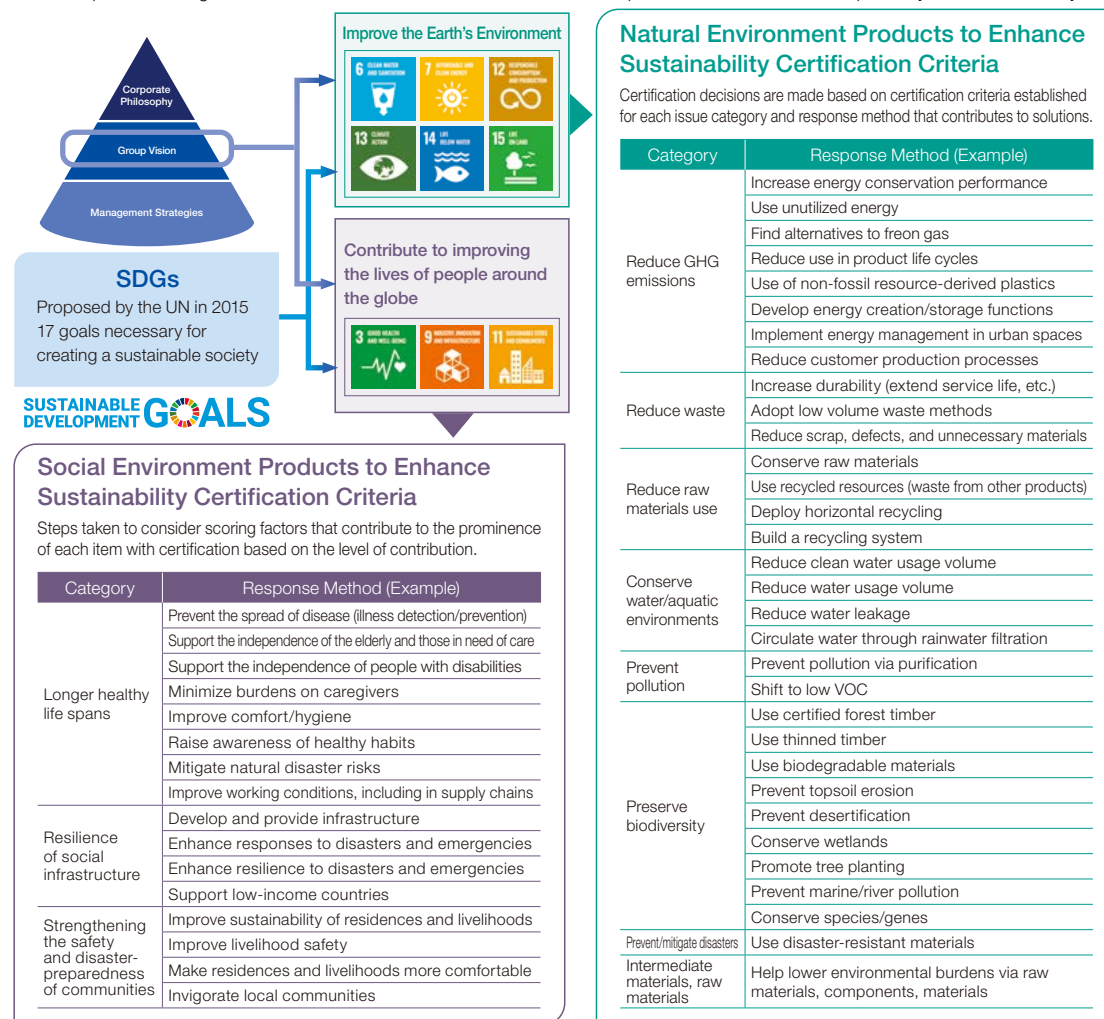 Corporate
Philosophy
Group Vision
Management Strategies
SDGs
Proposed by the UN in 2015
17 goals necessary for
creating a sustainable society
SUSTAINABLE
DEVELOPMENT GOALS
Improve the Earth's Environment
6 CLEAN WATER
AND SANITATION
7 AFFORDABLE AND
CLEAN ENERGY
12 RESPONSIBLE
CONSUMPTION
AND PRODUCTION
13 CLIMATE
ACTION
14 LIFE
BELOW WATER
15 LIFE
ON LAND
Contribute to improving
the lives of people around
the globe
3 GOOD HEALTH
AND WELL-BEING
9 INDUSTRY, INNOVATION
AND INFRASTRUCTURE
11 SUSTAINABLE CITIES
AND COMMUNITIES
Social Environment Products to Enhance
Sustainability Certification Criteria
Steps taken to consider scoring factors that contribute to the prominence
of each item with certification based on the level of contribution.
Category Response Method (Example)
Longer healthy
life spans
Prevent the spread of disease (illness detection/prevention)
Support the independence of the elderly and those in need of care
Support the independence of people with disabilities
Minimize burdens on caregivers
Improve comfort/hygiene
Raise awareness of healthy habits
Mitigate natural disaster risks
Improve working conditions, including in supply chains
Resilience
of social
infrastructure
Develop and provide infrastructure
Enhance responses to disasters and emergencies
Enhance resilience to disasters and emergencies
Support low-income countries
Strengthening
the safety
and disaster-
preparedness
of communities
Improve sustainability of residences and livelihoods
Improve livelihood safety
Make residences and livelihoods more comfortable
Invigorate local communities
Natural Environment Products to Enhance
Sustainability Certification Criteria
Certification decisions are made based on certification criteria established
for each issue category and response method that contributes to solutions.
Category Response Method (Example)
Reduce GHG
emissions
Increase energy conservation performance
Use unutilized energy
Find alternatives to freon gas
Reduce use in product life cycles
Use of non-fossil resource-derived plastics
Develop energy creation/storage functions
Implement energy management in urban spaces
Reduce customer production processes
Reduce waste
Increase durability (extend service life, etc.)
Adopt low volume waste methods
Reduce scrap, defects, and unnecessary materials
Reduce raw
materials use
Conserve raw materials
Use recycled resources (waste from other products)
Deploy horizontal recycling
Build a recycling system
Conserve
water/aquatic
environments
Reduce clean water usage volume
Reduce water usage volume
Reduce water leakage
Circulate water through rainwater filtration
Prevent
pollution
Prevent pollution via purification
Shift to low VOC
Preserve
biodiversity
Use certified forest timber
Use thinned timber
Use biodegradable materials
Prevent topsoil erosion
Prevent desertification
Conserve wetlands
Promote tree planting
Prevent marine/river pollution
Conserve species/genes
Prevent/mitigate disasters
Use disaster-resistant materials
Intermediate
materials, raw
materials
Help lower environmental burdens via raw
materials, components, materials